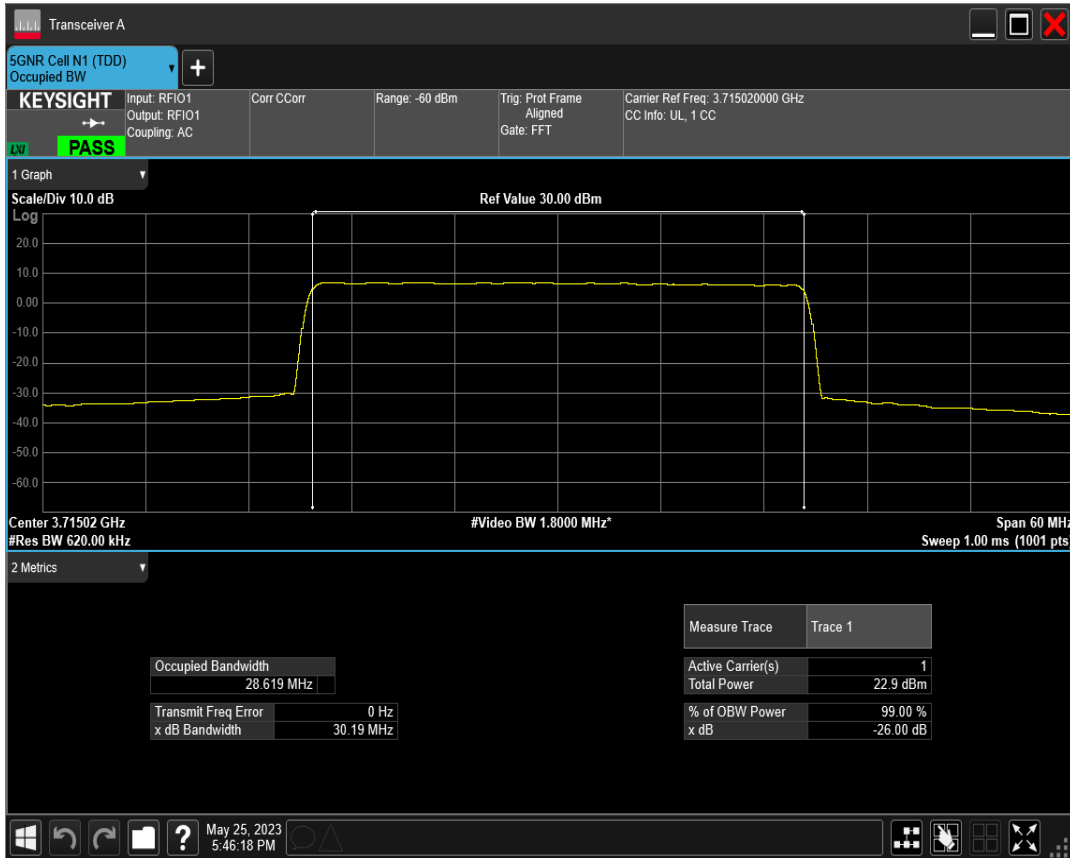 Transceiver A
5GNR Cell N1 (TDD)
Occupied BW
+
KEYSIGHT
LXI
PASS
Input: RFIO1
Output: RFIO1
Coupling: AC
Corr CCorr
Range: -60 dBm
Trig: Prot Frame
Aligned
Gate: FFT
Carrier Ref Freq: 3.715020000 GHz
CC Info: UL, 1 CC
1 Graph
Scale/Div 10.0 dB
Ref Value 30.00 dBm
Log
20.0
10.0
0.00
-10.0
-20.0
-30.0
-40.0
-50.0
-60.0
Center 3.71502 GHz
#Video BW 1.8000 MHz*
Span 60 MHz
#Res BW 620.00 kHz
Sweep 1.00 ms (1001 pts)
2 Metrics
Measure Trace Trace 1
Occupied Bandwidth
28.619 MHz
Active Carrier(s) 1
Total Power 22.9 dBm
Transmit Freq Error 0 Hz
x dB Bandwidth 30.19 MHz
% of OBW Power 99.00 %
x dB -26.00 dB
?
May 25, 2023
5:46:18 PM